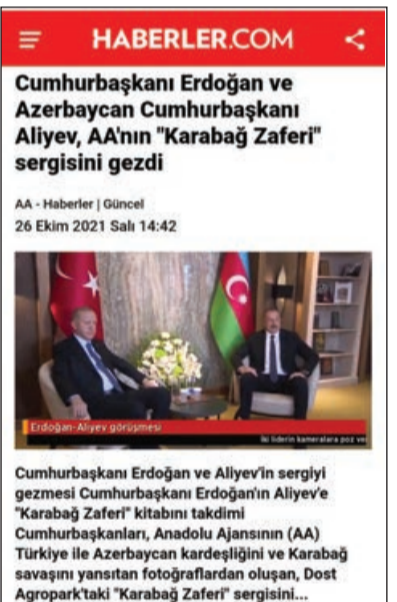 HABERLER.COM
Cumhurbaşkanı Erdoğan ve
Azerbaycan Cumhurbaşkanı
Aliyev, AA'nın "Karabağ Zaferi"
sergisini gezdi
AA - Haberler | Güncel
26 Ekim 2021 Salı 14:42
Erdoğan-Aliyev görüşmesi
İki liderin kameralara poz ve
Cumhurbaşkanı Erdoğan ve Aliyev'in sergiyi
gezmesi Cumhurbaşkanı Erdoğan'ın Aliyev'e
"Karabağ Zaferi" kitabını takdimi
Cumhurbaşkanları, Anadolu Ajansının (AA)
Türkiye ile Azerbaycan kardeşliğini ve Karabağ
savaşını yansıtan fotoğraflardan oluşan, Dost
Agropark'taki "Karabağ Zaferi" sergisini...